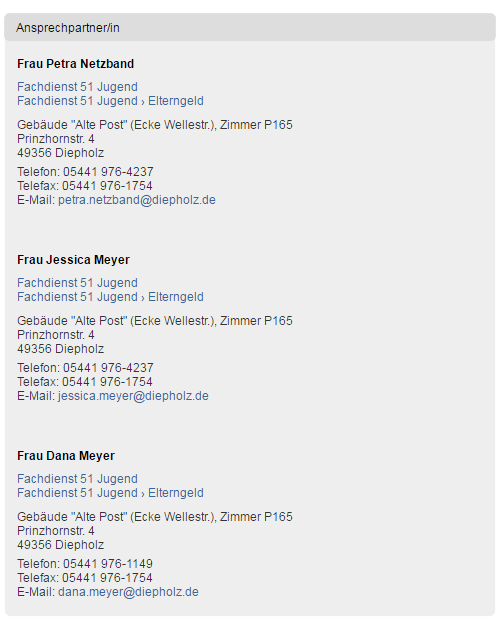 Ansprechpartner/in
Frau Petra Netzband
Fachdienst 51 Jugend
Fachdienst 51 Jugend › Elterngeld
Gebäude "Alte Post" (Ecke Wellestr.), Zimmer P165
Prinzhornstr. 4
49356 Diepholz
Telefon: 05441 976-4237
Telefax: 05441 976-1754
E-Mail: petra.netzband@diepholz.de
Frau Jessica Meyer
Fachdienst 51 Jugend
Fachdienst 51 Jugend › Elterngeld
Gebäude "Alte Post" (Ecke Wellestr.), Zimmer P165
Prinzhornstr. 4
49356 Diepholz
Telefon: 05441 976-4237
Telefax: 05441 976-1754
E-Mail: jessica.meyer@diepholz.de
Frau Dana Meyer
Fachdienst 51 Jugend
Fachdienst 51 Jugend › Elterngeld
Gebäude "Alte Post" (Ecke Wellestr.), Zimmer P165
Prinzhornstr. 4
49356 Diepholz
Telefon: 05441 976-1149
Telefax: 05441 976-1754
E-Mail: dana.meyer@diepholz.de